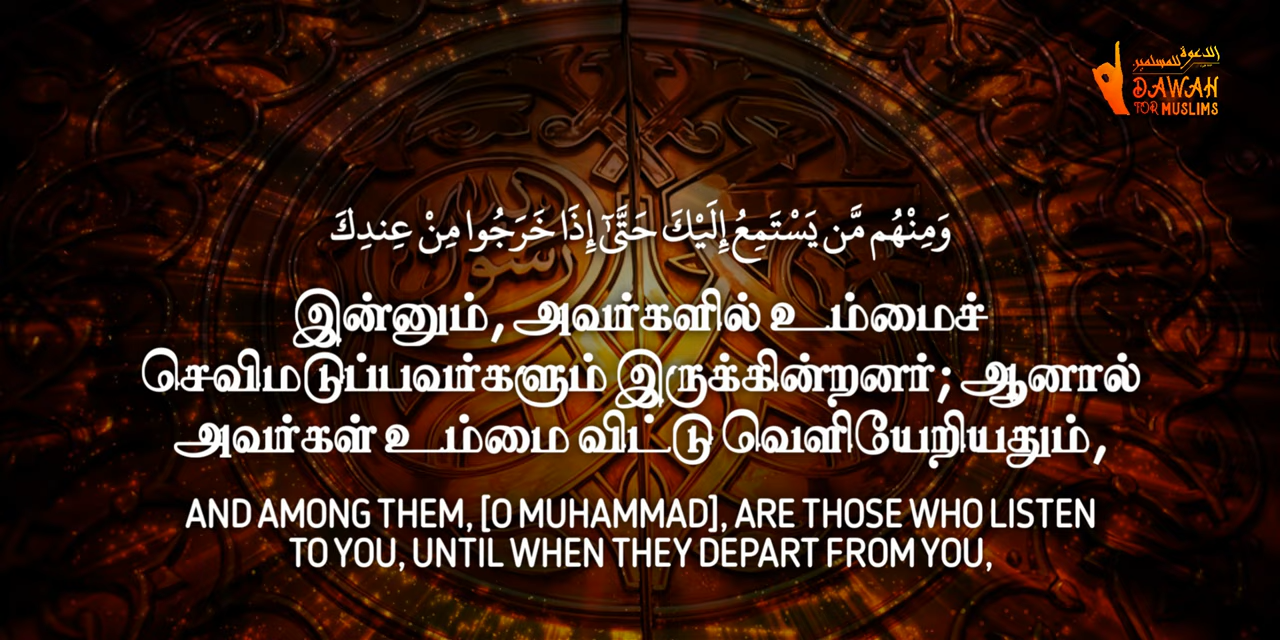 الدعوة للمسلمين
DAWAH
FOR MUSLIMS
وَمِنْهُم مَّن يَسْتَمِعُ إِلَيْكَ حَتَّىٰ إِذَا خَرَجُوا مِنْ عِندِكَ
இன்னும், அவர்களில் உம்மைச்
செவிமடுப்பவர்களும் இருக்கின்றனர்; ஆனால்
அவர்கள் உம்மை விட்டு வெளியேறியதும்,
AND AMONG THEM, [O MUHAMMAD], ARE THOSE WHO LISTEN
TO YOU, UNTIL WHEN THEY DEPART FROM YOU,